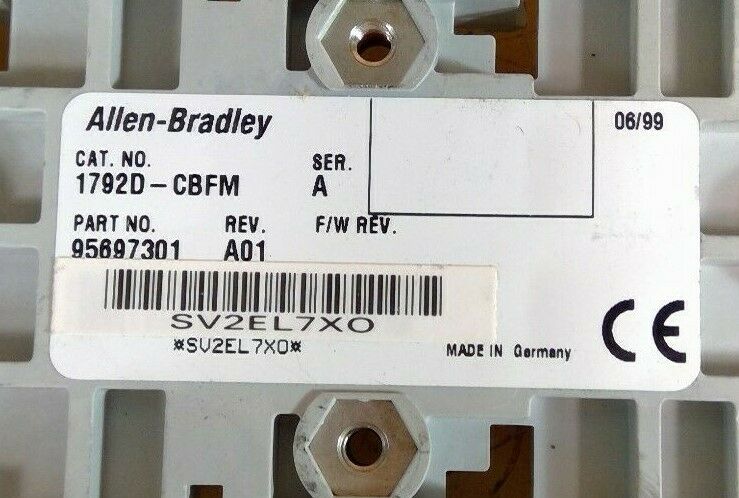 Allen-Bradley
06/99
CAT. NO. SER.
1792D-CBFM A
PART NO. REV. F/W REV.
95697301 A01
SV2EL7XO
*SV2EL7XO*
MADE IN Germany
CE